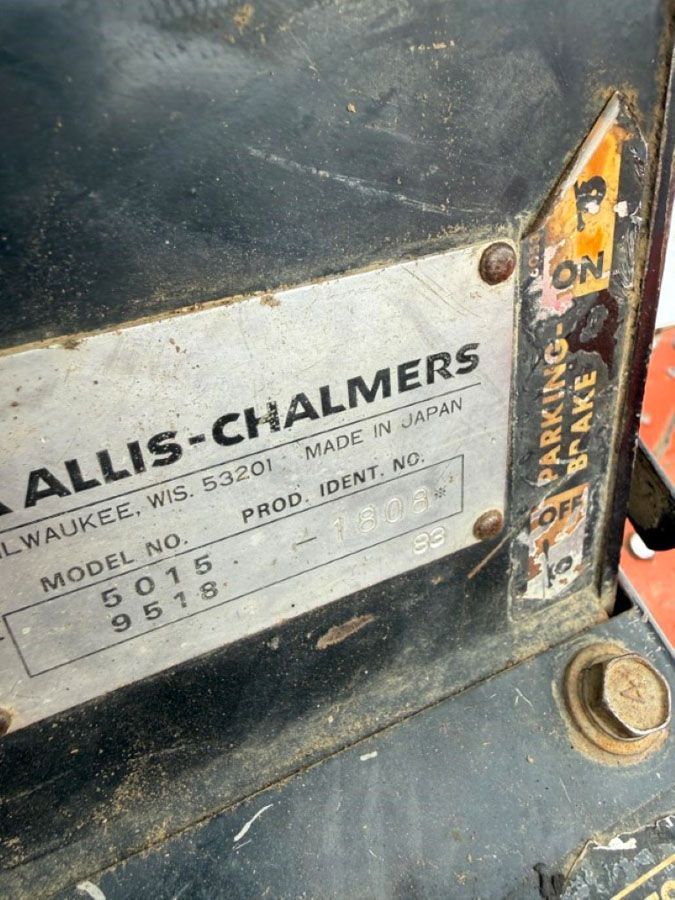 ALLIS-CHALMERS
MILWAUKEE, WIS. 53201 MADE IN JAPAN
MODEL NO. PROD. IDENT. NO.
5015 -1808*
9518 83
PARKING-
BRAKE
ON
OFF